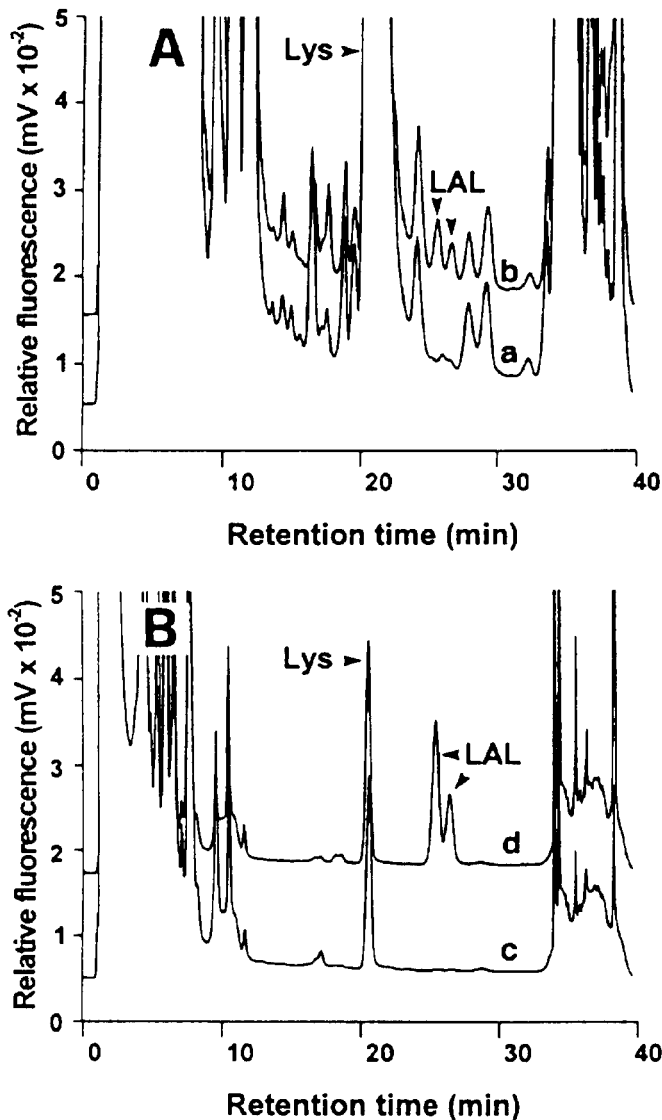 A
Relative fluorescence (mV x 10⁻²)
5
4
3
2
1
0
Lys
LAL
b
a
0 10 20 30 40
Retention time (min)
B
Relative fluorescence (mV x 10⁻²)
5
4
3
2
1
0
Lys
LAL
d
c
0 10 20 30 40
Retention time (min)